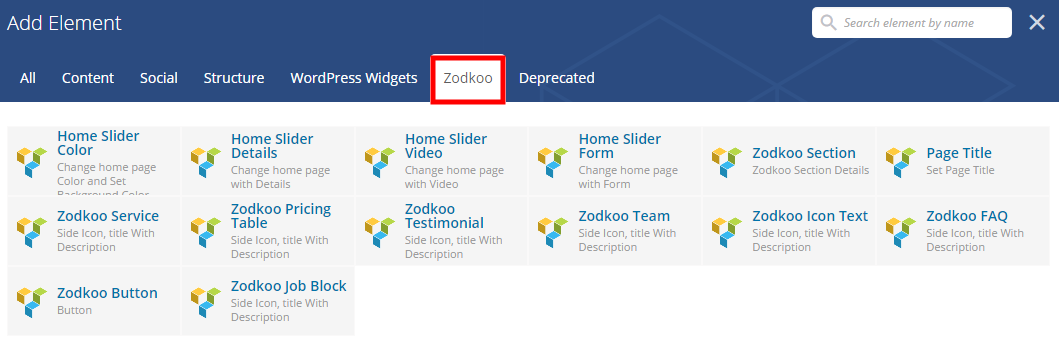 Add Element
Search element by name
All
Content
Social
Structure
WordPress Widgets
Zodkoo
Deprecated
Home Slider
Color
Change home page
Color and Set
Background Color
Home Slider
Details
Change home page
with Details
Home Slider
Video
Change home page
with Video
Home Slider
Form
Change home page
with Form
Zodkoo Section
Zodkoo Section Details
Page Title
Set Page Title
Zodkoo Service
Side Icon, title With
Description
Zodkoo Pricing
Table
Side Icon, title With
Description
Zodkoo
Testimonial
Side Icon, title With
Description
Zodkoo Team
Side Icon, title With
Description
Zodkoo Icon Text
Side Icon, title With
Description
Zodkoo FAQ
Side Icon, title With
Description
Zodkoo Button
Button
Zodkoo Job Block
Side Icon, title With
Description